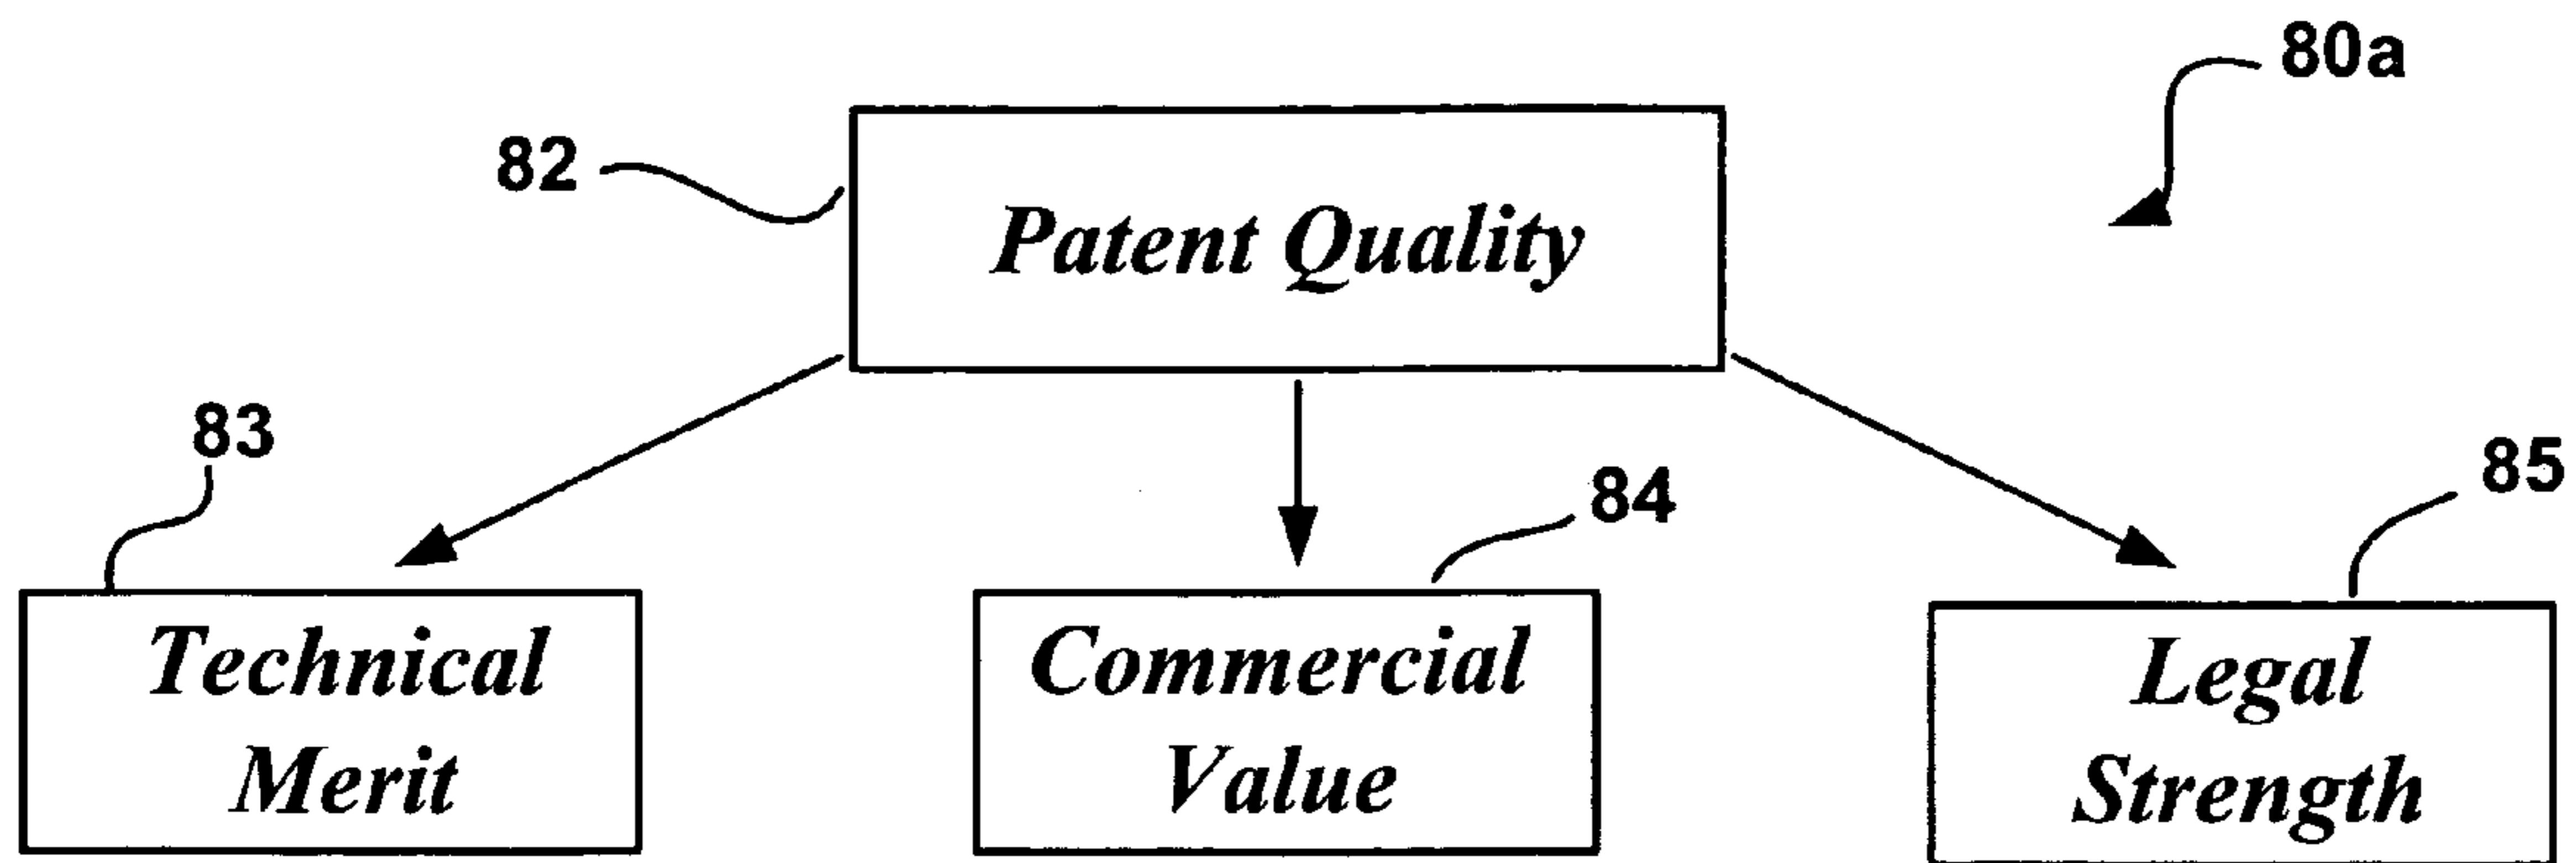 80a
82
Patent Quality
83
84
85
Technical
Merit
Commercial
Value
Legal
Strength